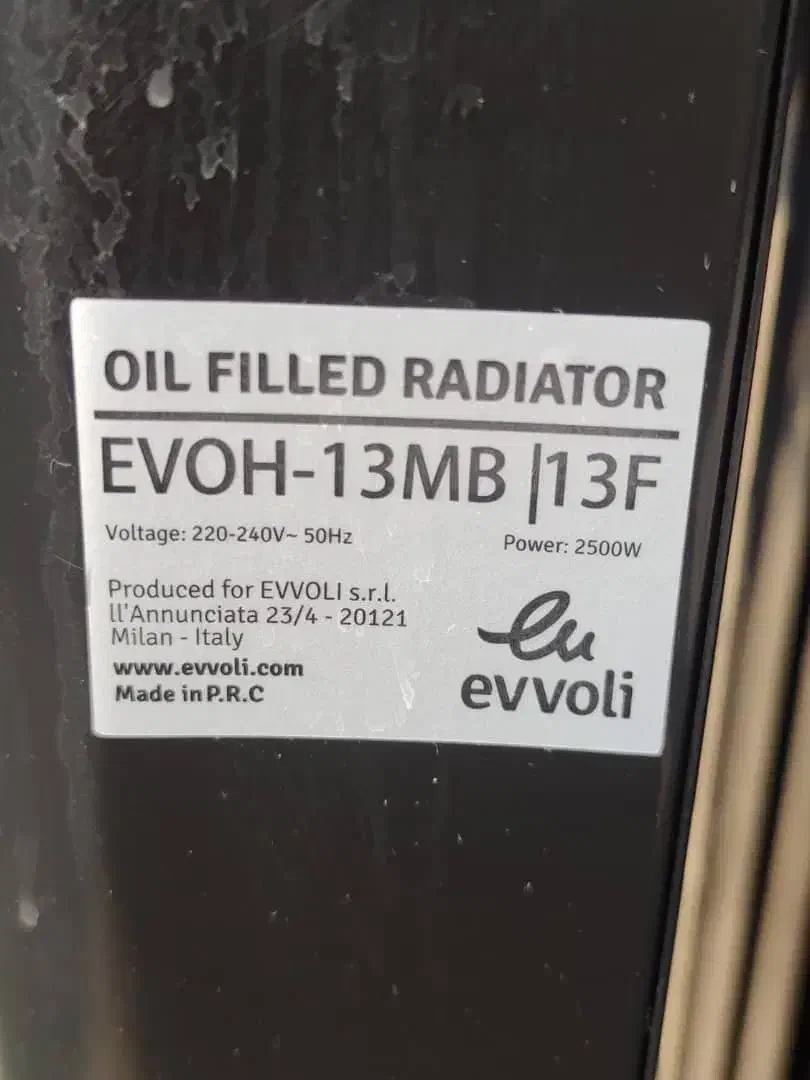 OIL FILLED RADIATOR
EVOH-13MB |13F
Voltage: 220-240V~ 50Hz
Power: 2500W
Produced for EVVOLI s.r.l.
ll'Annunciata 23/4 - 20121
Milan - Italy
www.evvoli.com
Made in P.R.C
ev
evvoli